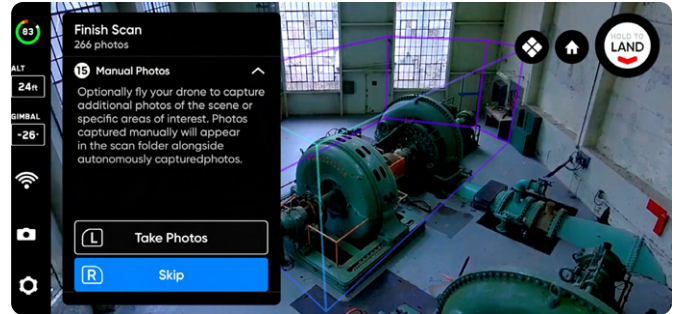 83
ALT
24ft
GIMBAL
-26°
Finish Scan
266 photos
15 Manual Photos
Optionally fly your drone to capture
additional photos of the scene or
specific areas of interest. Photos
captured manually will appear
in the scan folder alongside
autonomously capturedphotos.
L Take Photos
R Skip
HOLD TO
LAND